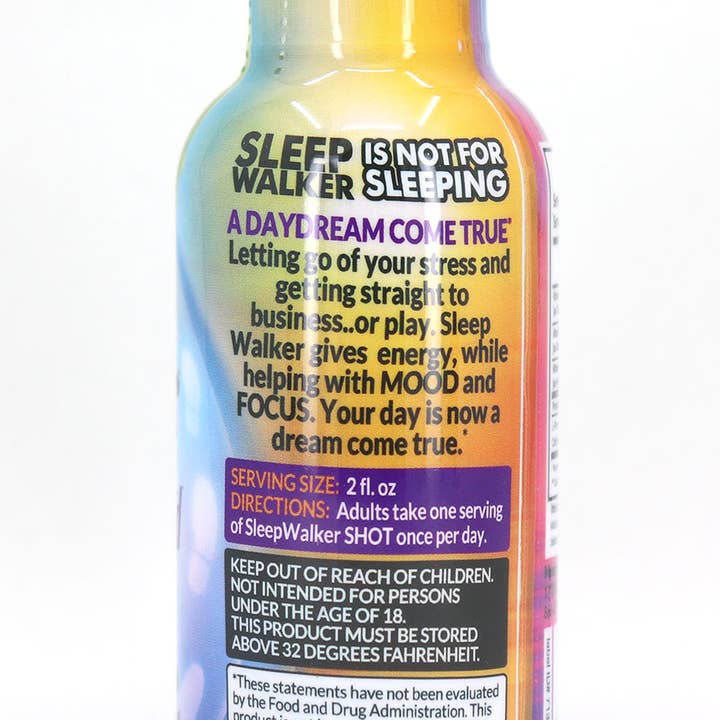 SLEEP WALKER IS NOT FOR SLEEPING
A DAYDREAM COME TRUE*
Letting go of your stress and
getting straight to
business..or play. Sleep
Walker gives energy, while
helping with MOOD and
FOCUS. Your day is now a
dream come true.*
SERVING SIZE: 2 fl. oz
DIRECTIONS: Adults take one serving
of SleepWalker SHOT once per day.
KEEP OUT OF REACH OF CHILDREN.
NOT INTENDED FOR PERSONS
UNDER THE AGE OF 18.
THIS PRODUCT MUST BE STORED
ABOVE 32 DEGREES FAHRENHEIT.
*These statements have not been evaluated
by the Food and Drug Administration. This